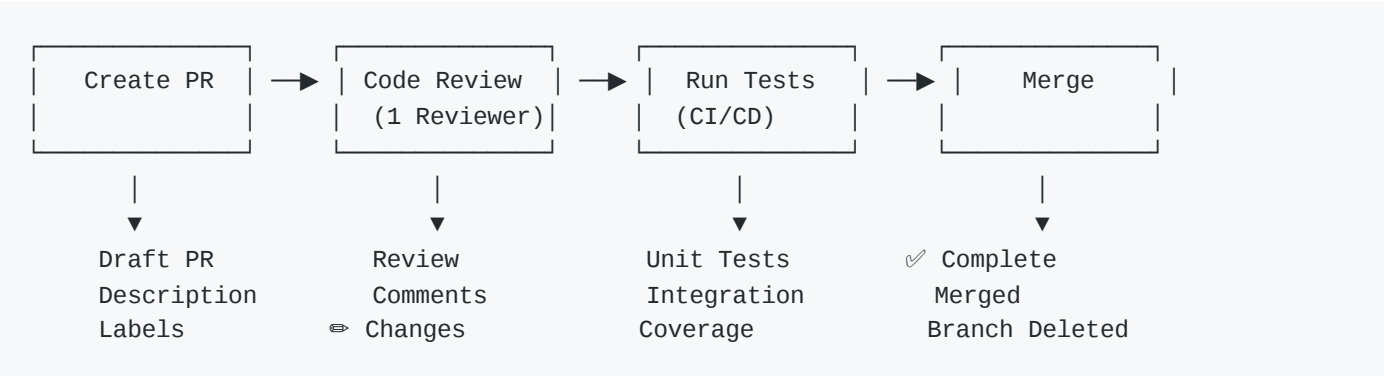 Create PR ──▶ Code Review ──▶ Run Tests ──▶ Merge
(1 Reviewer) (CI/CD)
Draft PR Review Unit Tests ✅ Complete
Description Comments Integration Merged
Labels ✏ Changes Coverage Branch Deleted